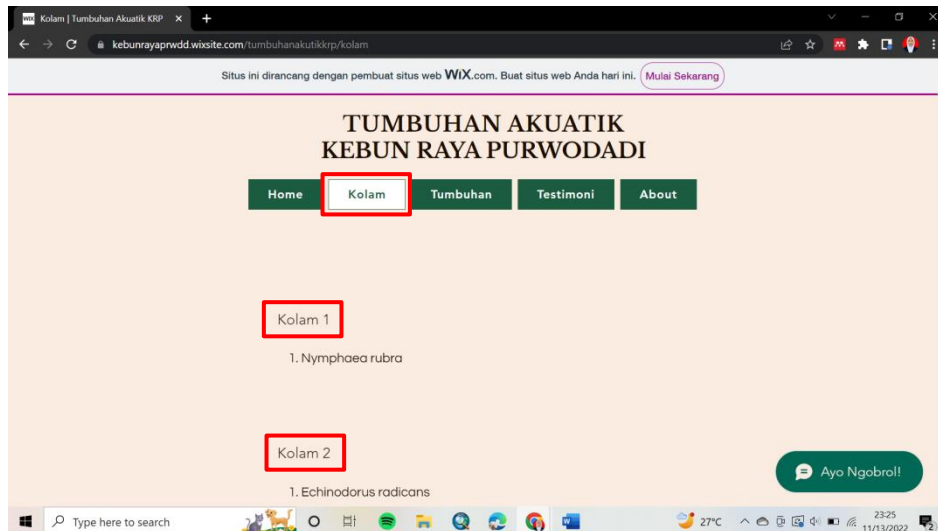 WiX Kolam | Tumbuhan Akuatik KRP
kebunrayaprwdd.wixsite.com/tumbuhanakutikkrp/kolam
Situs ini dirancang dengan pembuat situs web WiX.com. Buat situs web Anda hari ini. Mulai Sekarang
TUMBUHAN AKUATIK
KEBUN RAYA PURWODADI
Home Kolam Tumbuhan Testimoni About
Kolam 1
1. Nymphaea rubra
Kolam 2
1. Echinodorus radicans
Ayo Ngobrol!
Type here to search
27°C
23:25
11/13/2022